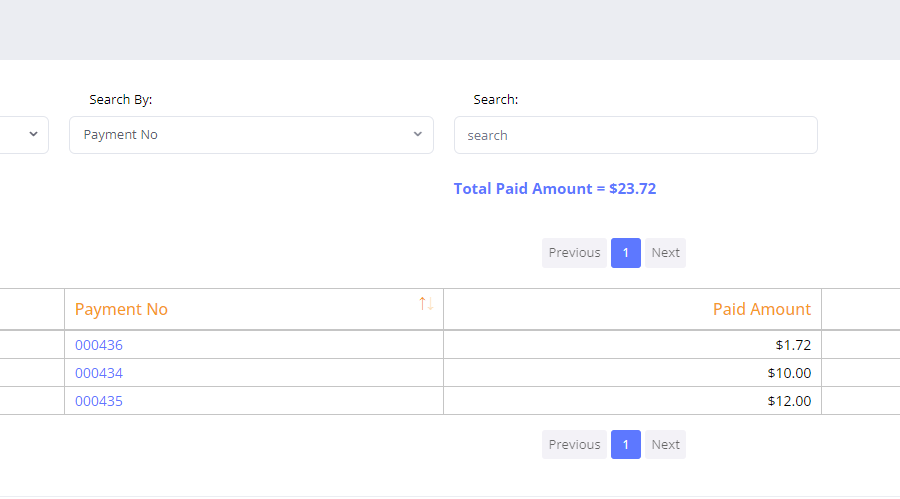 Search By: Search:
Payment No search
Total Paid Amount = $23.72
Previous 1 Next
Payment No Paid Amount
000436 $1.72
000434 $10.00
000435 $12.00
Previous 1 Next